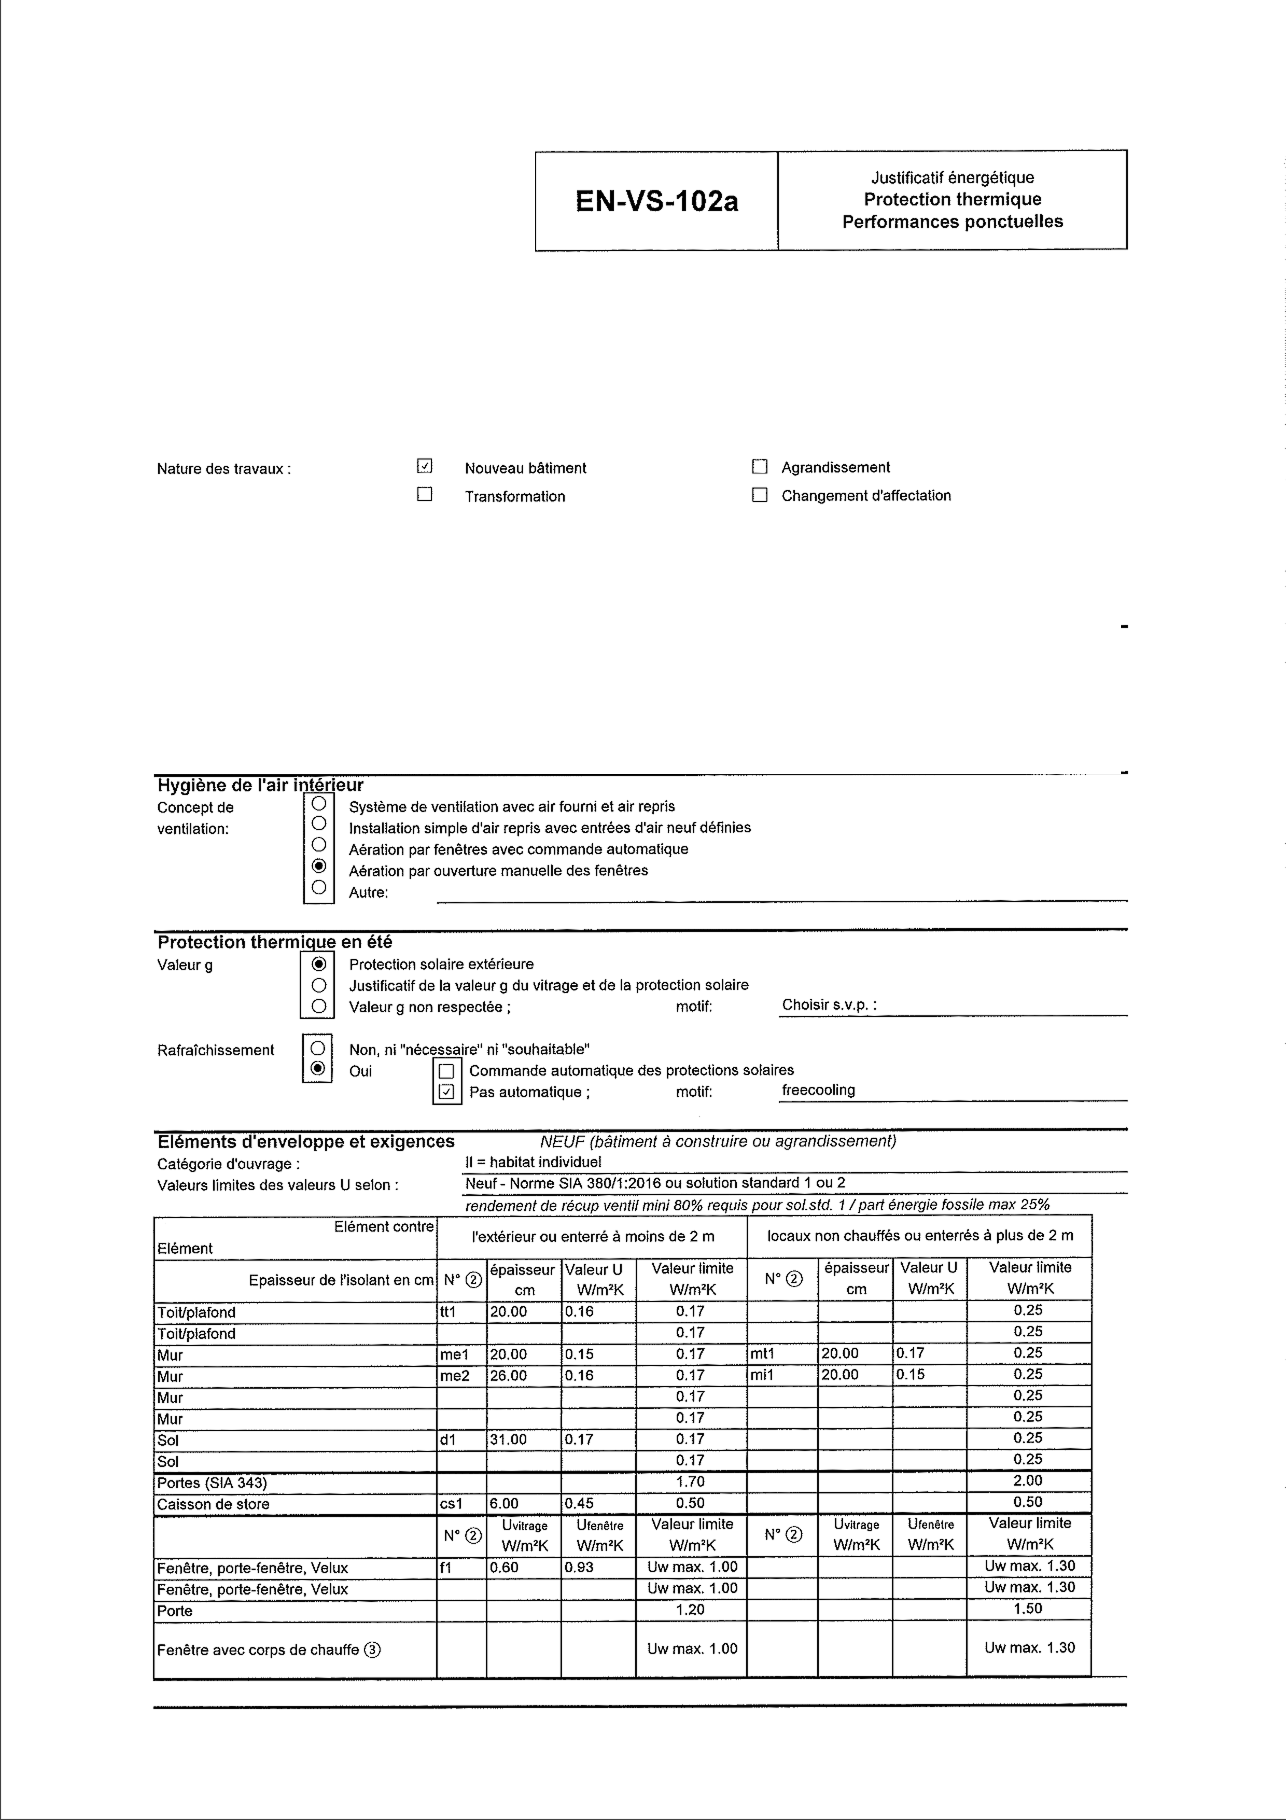 EN-VS-102a
Justificatif énergétique
Protection thermique
Performances ponctuelles
Nature des travaux :
☑ Nouveau bâtiment
☐ Agrandissement
☐ Transformation
☐ Changement d'affectation
Hygiène de l'air intérieur
Concept de ventilation:
○ Système de ventilation avec air fourni et air repris
○ Installation simple d'air repris avec entrées d'air neuf définies
○ Aération par fenêtres avec commande automatique
◉ Aération par ouverture manuelle des fenêtres
○ Autre:
Protection thermique en été
Valeur g ◉ Protection solaire extérieure
○ Justificatif de la valeur g du vitrage et de la protection solaire
○ Valeur g non respectée ; motif: Choisir s.v.p. :
Rafraîchissement ○ Non, ni "nécessaire" ni "souhaitable"
◉ Oui ☐ Commande automatique des protections solaires
☑ Pas automatique ; motif: freecooling
Eléments d'enveloppe et exigences NEUF (bâtiment à construire ou agrandissement)
Catégorie d'ouvrage : II = habitat individuel
Valeurs limites des valeurs U selon : Neuf - Norme SIA 380/1:2016 ou solution standard 1 ou 2
rendement de récup ventil mini 80% requis pour sol.std. 1 / part énergie fossile max 25%
Elément contre l'extérieur ou enterré à moins de 2 m locaux non chauffés ou enterrés à plus de 2 m
Elément
Epaisseur de l'isolant en cm N° ② épaisseur cm Valeur U W/m²K Valeur limite W/m²K N° ② épaisseur cm Valeur U W/m²K Valeur limite W/m²K
Toit/plafond tt1 20.00 0.16 0.17 0.25
Toit/plafond 0.17 0.25
Mur me1 20.00 0.15 0.17 mt1 20.00 0.17 0.25
Mur me2 26.00 0.16 0.17 mi1 20.00 0.15 0.25
Mur 0.17 0.25
Mur 0.17 0.25
Sol d1 31.00 0.17 0.17 0.25
Sol 0.17 0.25
Portes (SIA 343) 1.70 2.00
Caisson de store cs1 6.00 0.45 0.50 0.50
N° ② Uvitrage W/m²K Ufenêtre W/m²K Valeur limite W/m²K N° ② Uvitrage W/m²K Ufenêtre W/m²K Valeur limite W/m²K
Fenêtre, porte-fenêtre, Velux f1 0.60 0.93 Uw max. 1.00 Uw max. 1.30
Fenêtre, porte-fenêtre, Velux Uw max. 1.00 Uw max. 1.30
Porte 1.20 1.50
Fenêtre avec corps de chauffe ③ Uw max. 1.00 Uw max. 1.30